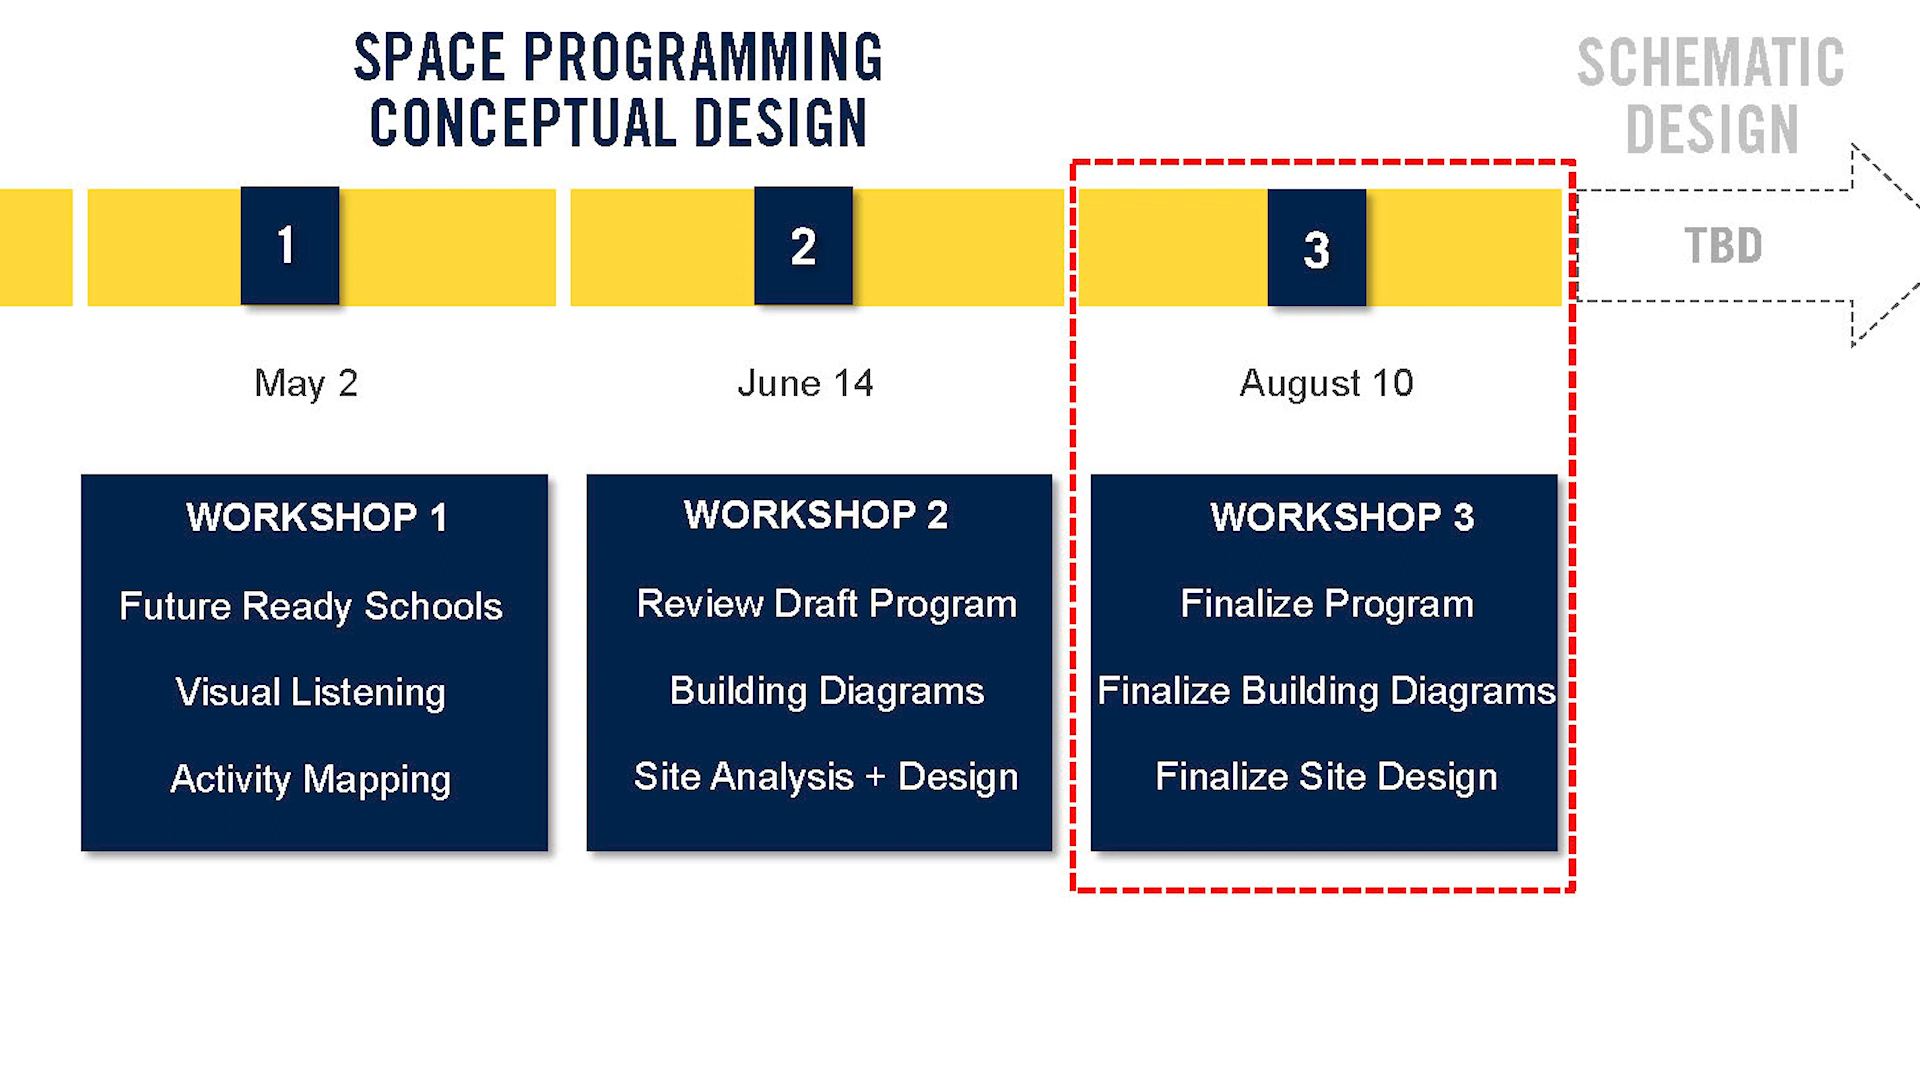 SPACE PROGRAMMING
CONCEPTUAL DESIGN
SCHEMATIC
DESIGN
1
2
3
TBD
May 2
June 14
August 10
WORKSHOP 1
Future Ready Schools
Visual Listening
Activity Mapping
WORKSHOP 2
Review Draft Program
Building Diagrams
Site Analysis + Design
WORKSHOP 3
Finalize Program
Finalize Building Diagrams
Finalize Site Design